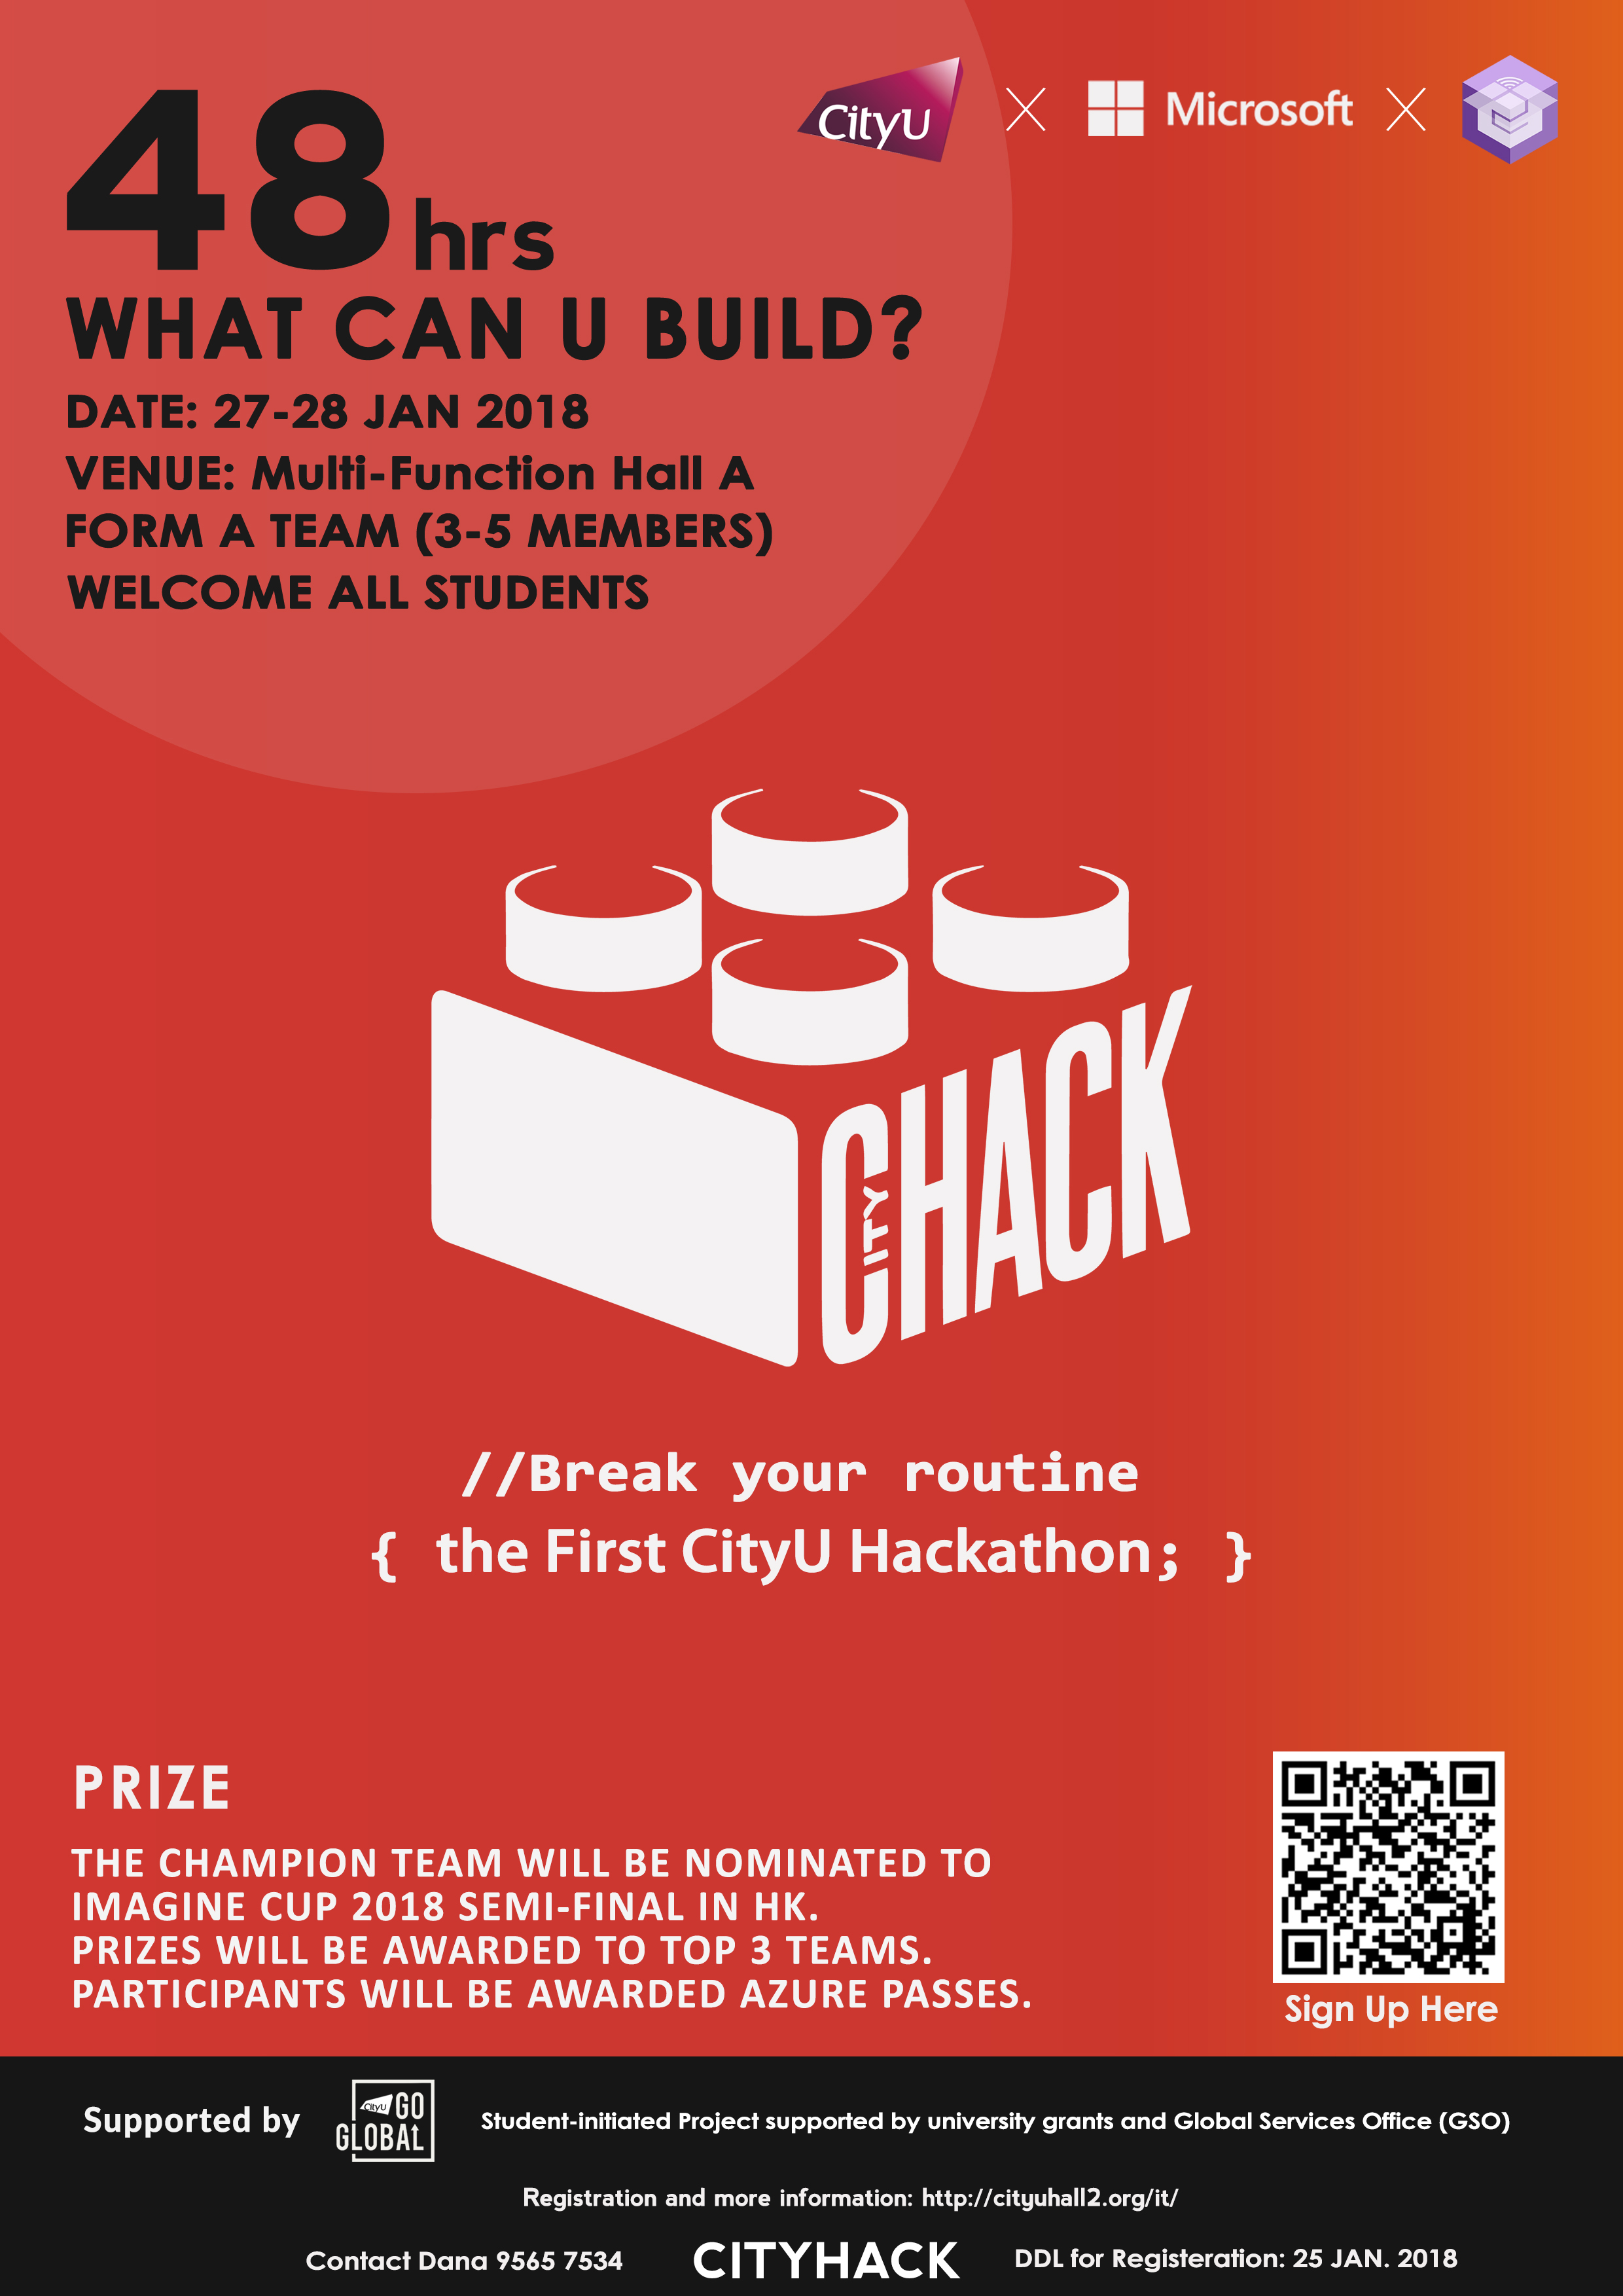 CityU X Microsoft X
48 hrs
WHAT CAN U BUILD?
DATE: 27-28 JAN 2018
VENUE: Multi-Function Hall A
FORM A TEAM (3-5 MEMBERS)
WELCOME ALL STUDENTS
CITY HACK
//Break your routine
{ the First CityU Hackathon; }
PRIZE
THE CHAMPION TEAM WILL BE NOMINATED TO
IMAGINE CUP 2018 SEMI-FINAL IN HK.
PRIZES WILL BE AWARDED TO TOP 3 TEAMS.
PARTICIPANTS WILL BE AWARDED AZURE PASSES.
Sign Up Here
Supported by
CityU GO
GLOBAL
Student-initiated Project supported by university grants and Global Services Office (GSO)
Registration and more information: http://cityuhall2.org/it/
Contact Dana 9565 7534
CITYHACK
DDL for Registeration: 25 JAN. 2018